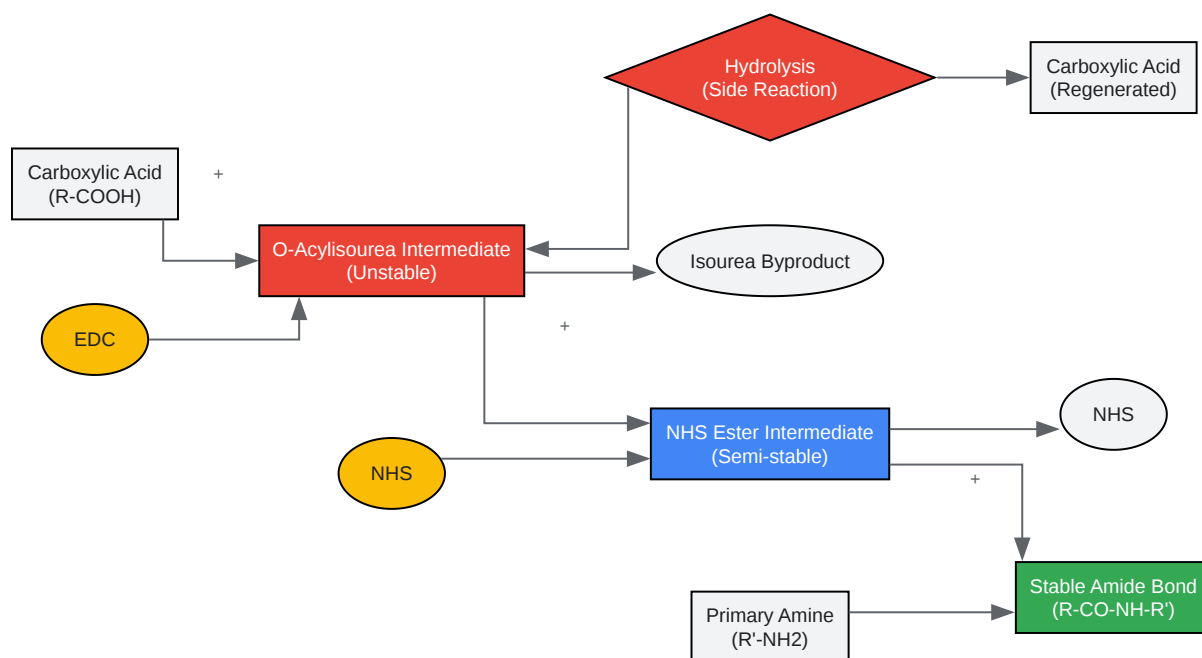 Hydrolysis
(Side Reaction)
Carboxylic Acid
(Regenerated)
Carboxylic Acid
(R-COOH)
+
O-Acylisourea Intermediate
(Unstable)
Isourea Byproduct
EDC
+
NHS Ester Intermediate
(Semi-stable)
NHS
NHS
+
Stable Amide Bond
(R-CO-NH-R')
Primary Amine
(R'-NH2)